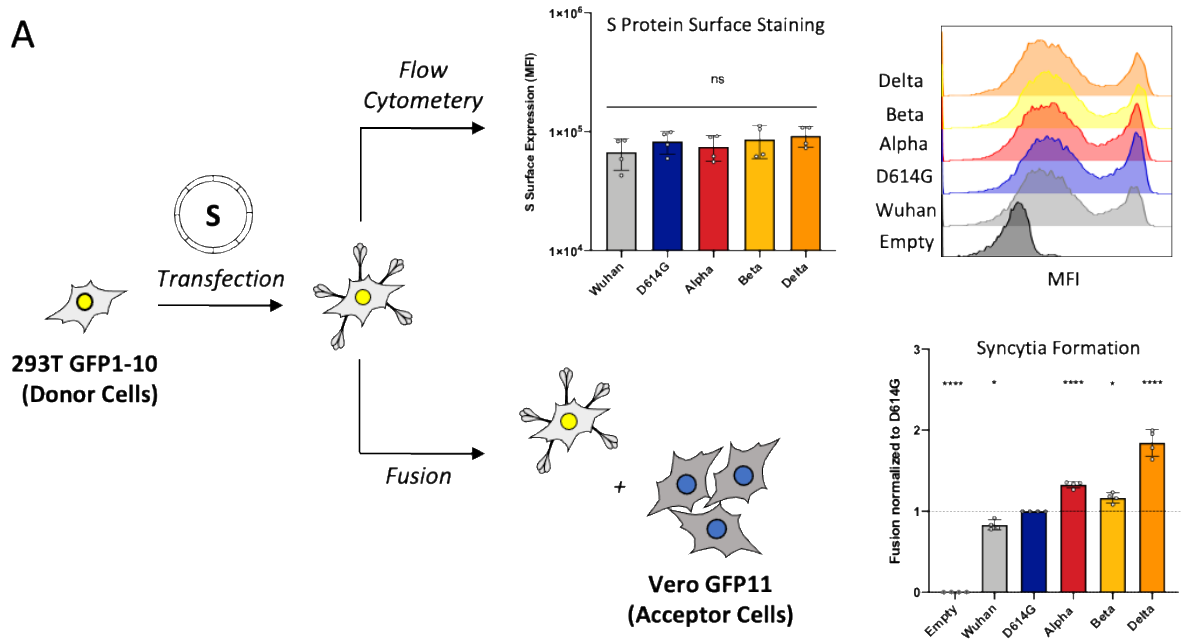 A
S
Transfection
293T GFP1-10
(Donor Cells)
Flow
Cytometery
Fusion
S Protein Surface Staining
S Surface Expression (MFI)
1×10⁶
1×10⁵
1×10⁴
ns
Wuhan
D614G
Alpha
Beta
Delta
Delta
Beta
Alpha
D614G
Wuhan
Empty
MFI
+
Vero GFP11
(Acceptor Cells)
Syncytia Formation
Fusion normalized to D614G
3
2
1
0
**** * **** * ****
Empty
Wuhan
D614G
Alpha
Beta
Delta